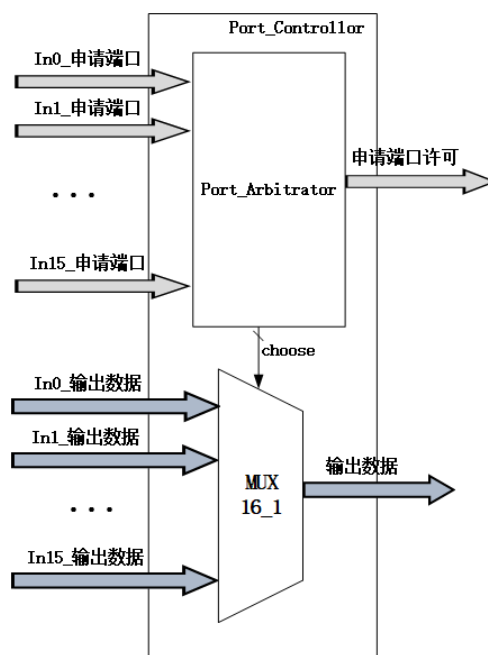 Port_Controllor
In0_申请端口
In1_申请端口
...
In15_申请端口
Port_Arbitrator
申请端口许可
choose
In0_输出数据
In1_输出数据
...
In15_输出数据
MUX
16_1
输出数据